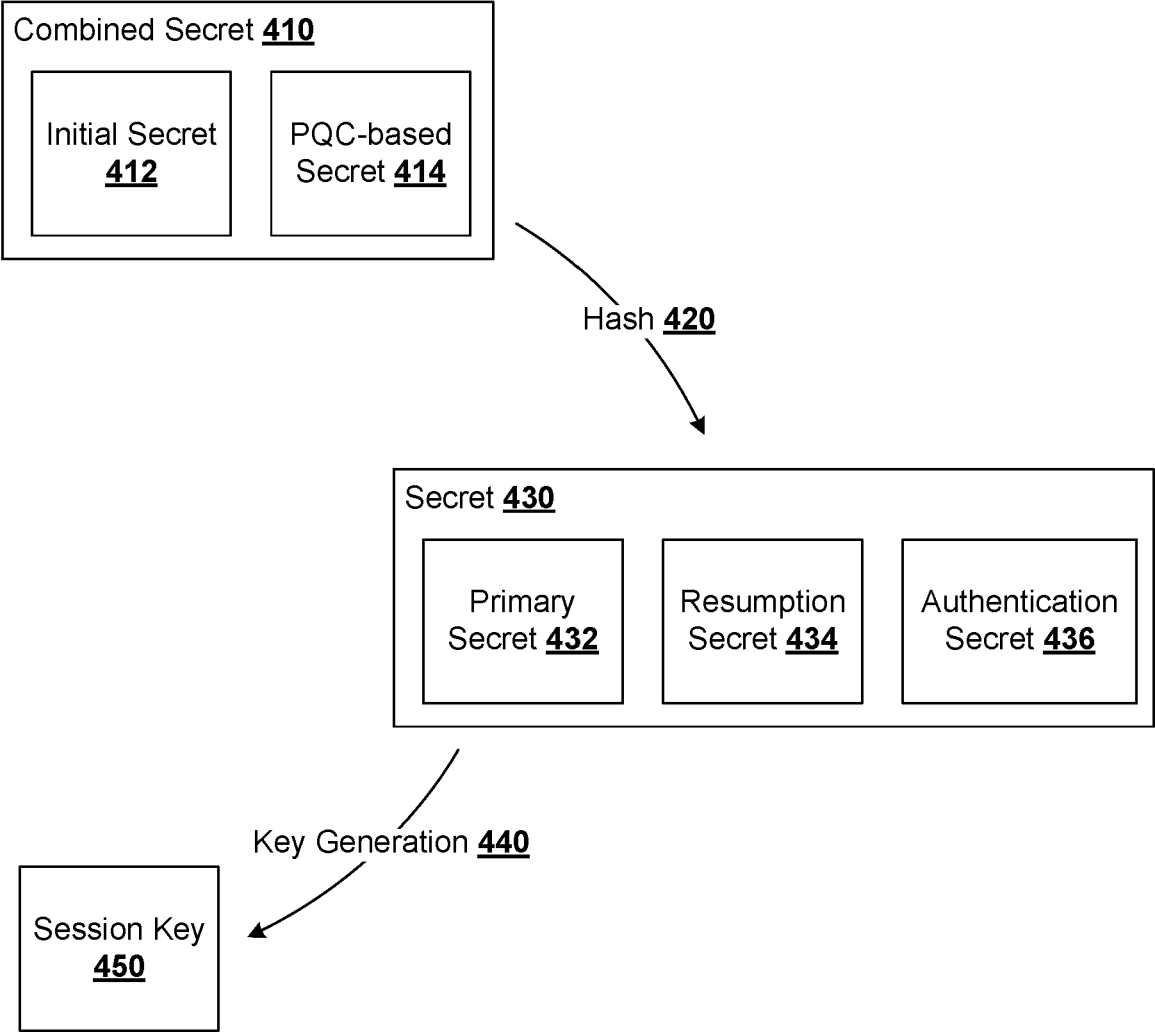 Combined Secret 410
Initial Secret
412
PQC-based
Secret 414
Hash 420
Secret 430
Primary
Secret 432
Resumption
Secret 434
Authentication
Secret 436
Key Generation 440
Session Key
450